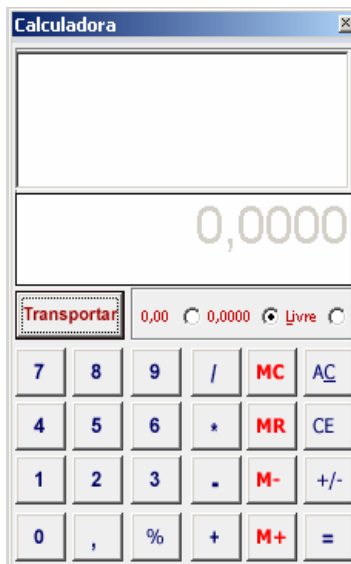 Calculadora
0,0000
Transportar 0,00 0,0000 Livre
7 8 9 / MC AC
4 5 6 * MR CE
1 2 3 - M- +/-
0 , % + M+ =